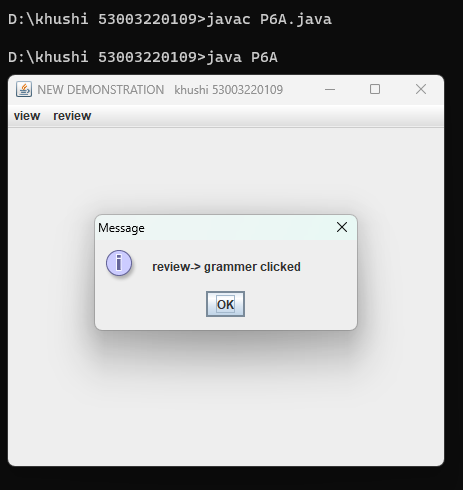 D:\khushi 53003220109>javac P6A.java
D:\khushi 53003220109>java P6A
NEW DEMONSTRATION khushi 53003220109
view review
Message
review-> grammer clicked
OK